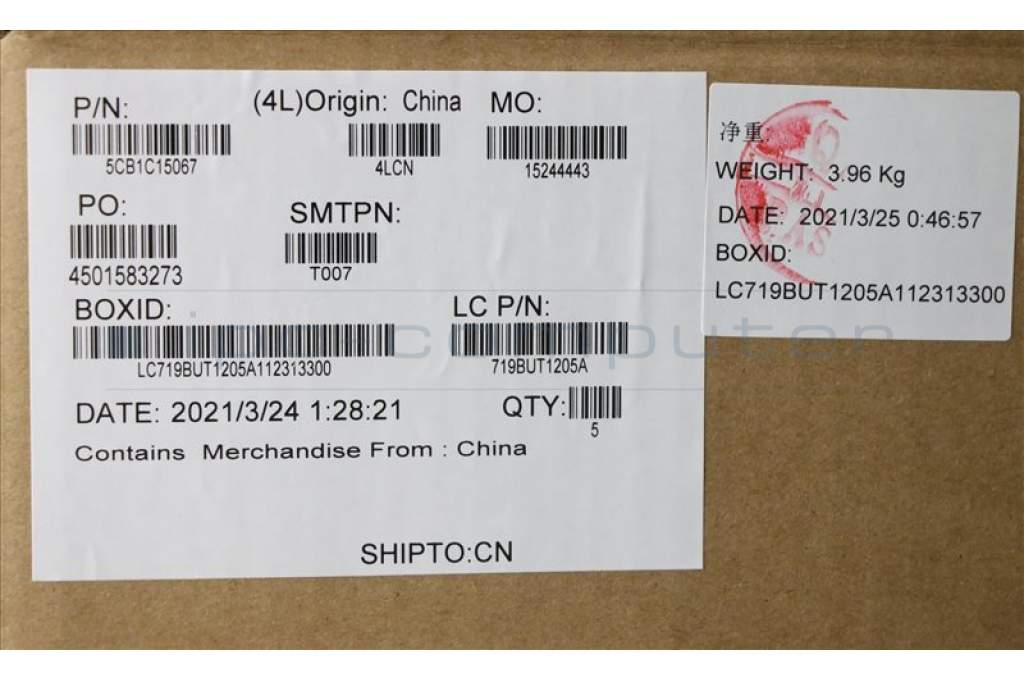 P/N:
(4L)Origin: China
MO:
5CB1C15067
4LCN
15244443
PO:
SMTPN:
4501583273
T007
BOXID:
LC P/N:
LC719BUT1205A112313300
719BUT1205A
DATE: 2021/3/24 1:28:21
QTY:
5
Contains Merchandise From : China
SHIPTO:CN
净重:
WEIGHT: 3.96 Kg
DATE: 2021/3/25 0:46:57
BOXID:
LC719BUT1205A112313300
computer